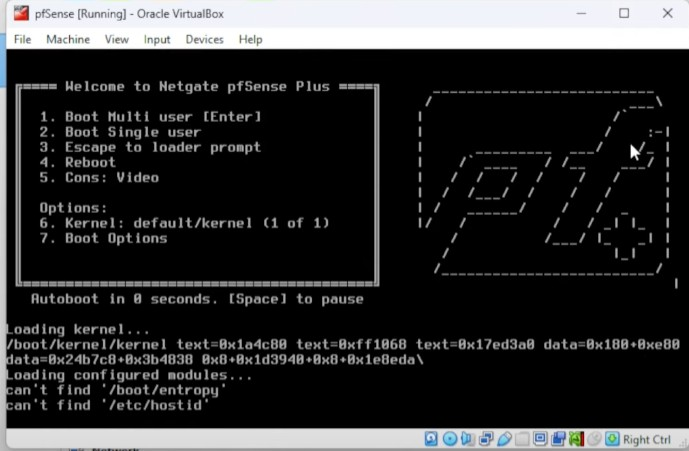 pfSense [Running] - Oracle VirtualBox
File Machine View Input Devices Help
Welcome to Netgate pfSense Plus
1. Boot Multi user [Enter]
2. Boot Single user
3. Escape to loader prompt
4. Reboot
5. Cons: Video
Options:
6. Kernel: default/kernel (1 of 1)
7. Boot Options
Autoboot in 0 seconds. [Space] to pause
Loading kernel...
/boot/kernel/kernel text=0x1a4c80 text=0xff1068 text=0x17ed3a0 data=0x180+0xe80
data=0x24b7c8+0x3b4838 0x8+0x1d3940+0x8+0x1e8eda\
Loading configured modules...
can't find '/boot/entropy'
can't find '/etc/hostid'
Right Ctrl